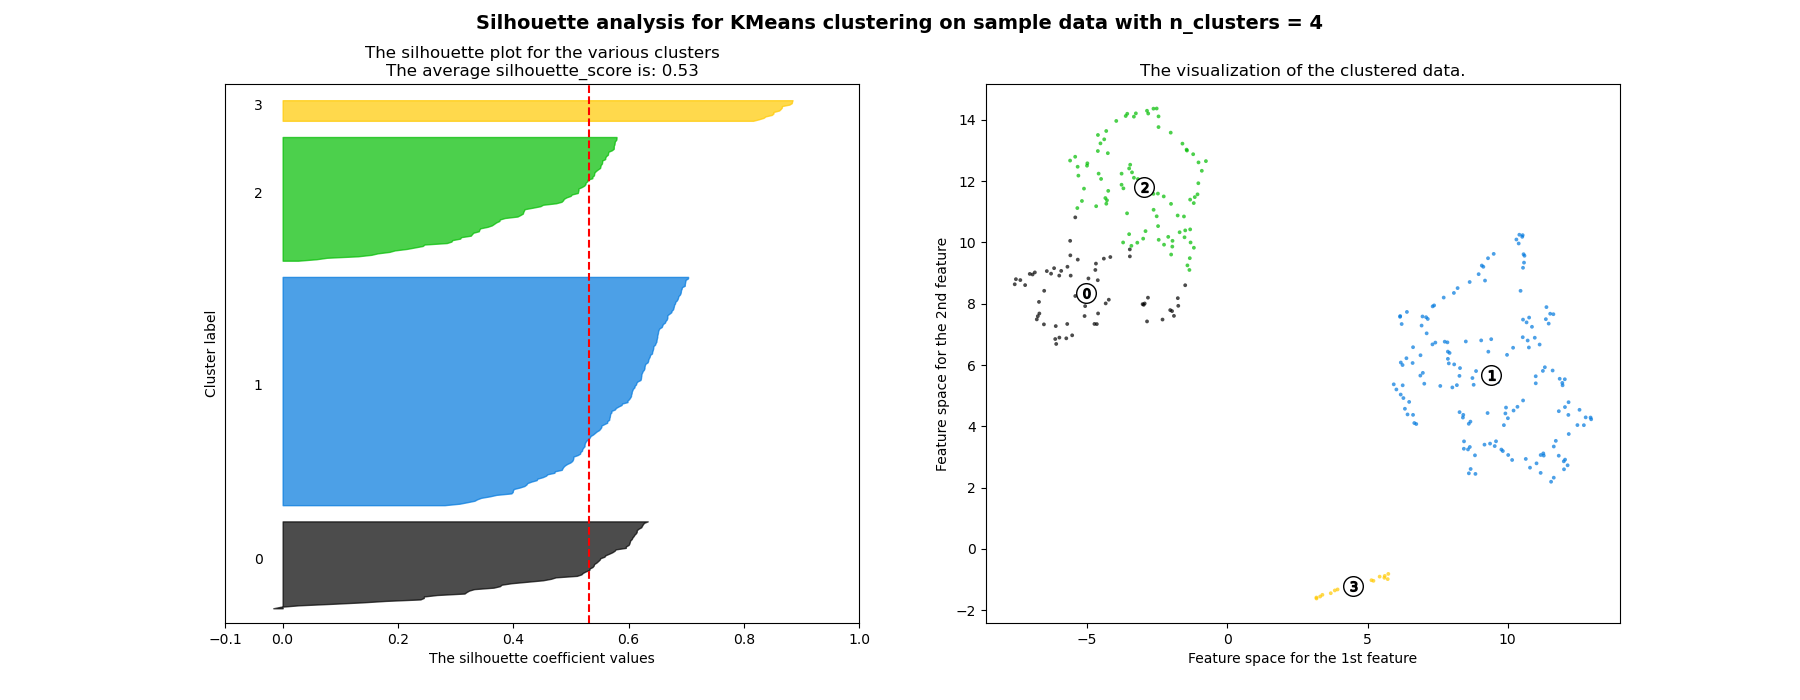 Silhouette analysis for KMeans clustering on sample data with n_clusters = 4
The silhouette plot for the various clusters
The average silhouette_score is: 0.53
3
2
1
0
Cluster label
−0.1 0.0 0.2 0.4 0.6 0.8 1.0
The silhouette coefficient values
The visualization of the clustered data.
14
12
10
8
6
4
2
0
−2
Feature space for the 2nd feature
2
0
1
3
−5 0 5 10
Feature space for the 1st feature